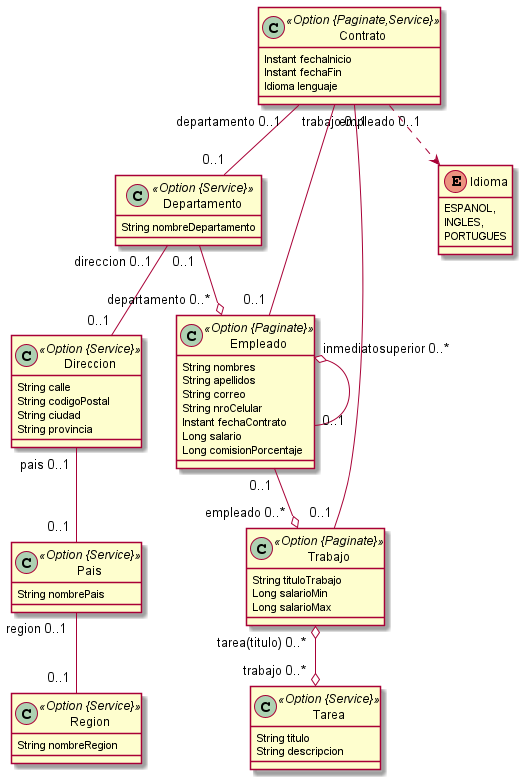 C «Option {Paginate,Service}»
Contrato
Instant fechaInicio
Instant fechaFin
Idioma lenguaje
departamento 0..1
trabajo 0..1
empleado 0..1
0..1
C «Option {Service}»
Departamento
String nombreDepartamento
E Idioma
ESPANOL,
INGLES,
PORTUGUES
direccion 0..1
0..1
departamento 0..*
0..1
0..1
C «Option {Service}»
Direccion
String calle
String codigoPostal
String ciudad
String provincia
C «Option {Paginate}»
Empleado
String nombres
String apellidos
String correo
String nroCelular
Instant fechaContrato
Long salario
Long comisionPorcentaje
inmediatosuperior 0..*
0..1
pais 0..1
0..1
0..1
empleado 0..*
0..1
C «Option {Service}»
Pais
String nombrePais
C «Option {Paginate}»
Trabajo
String tituloTrabajo
Long salarioMin
Long salarioMax
region 0..1
0..1
tarea(titulo) 0..*
trabajo 0..*
C «Option {Service}»
Region
String nombreRegion
C «Option {Service}»
Tarea
String titulo
String descripcion